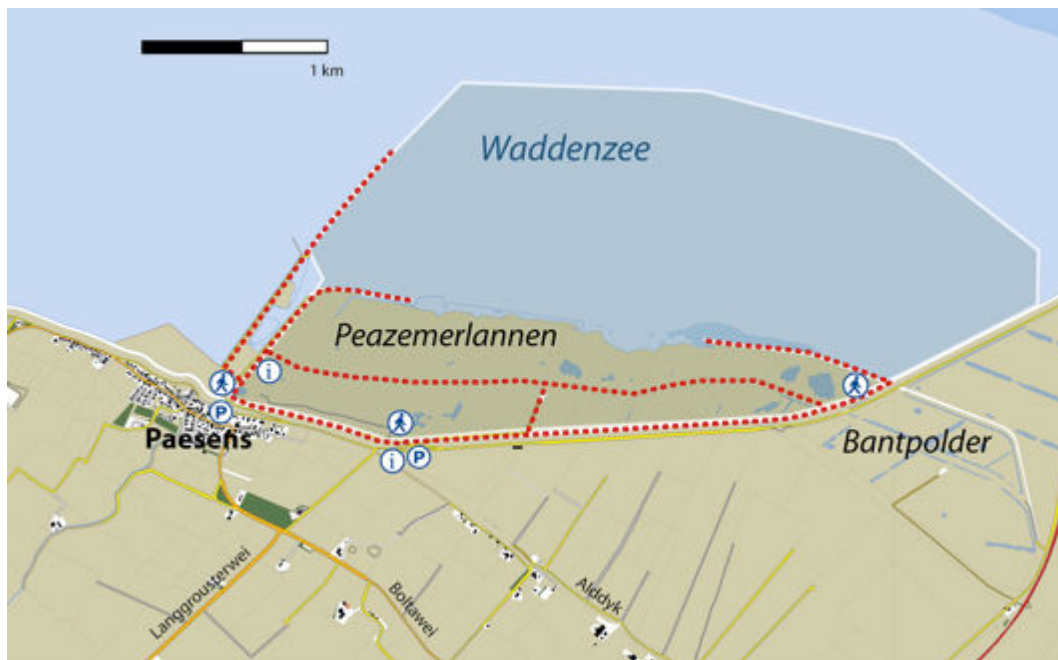 1 km
Waddenzee
Peazemerlannen
i
P
Paesens
i
P
Bantpolder
Langgrousterwei
Boltawei
Alddyk